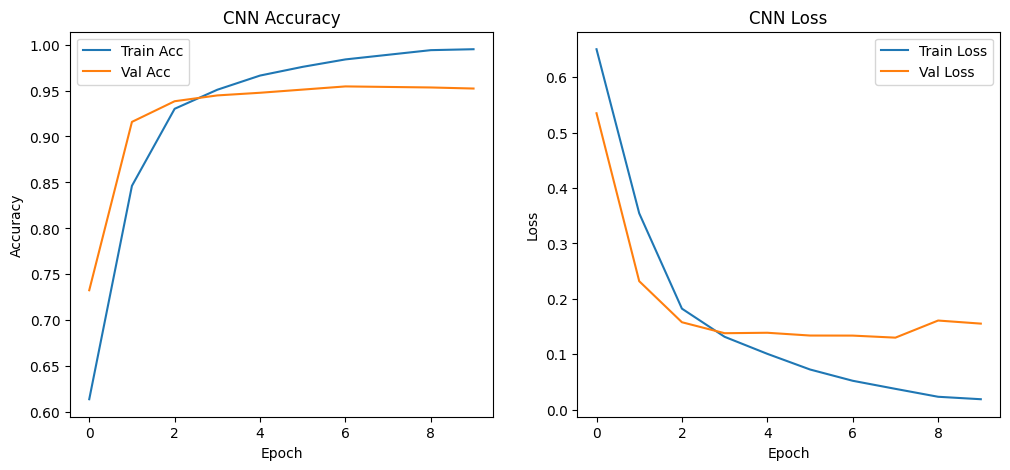 CNN Accuracy
Train Acc
Val Acc
1.00
0.95
0.90
0.85
0.80
0.75
0.70
0.65
0.60
Accuracy
0 2 4 6 8
Epoch
CNN Loss
Train Loss
Val Loss
0.6
0.5
0.4
0.3
0.2
0.1
0.0
Loss
0 2 4 6 8
Epoch